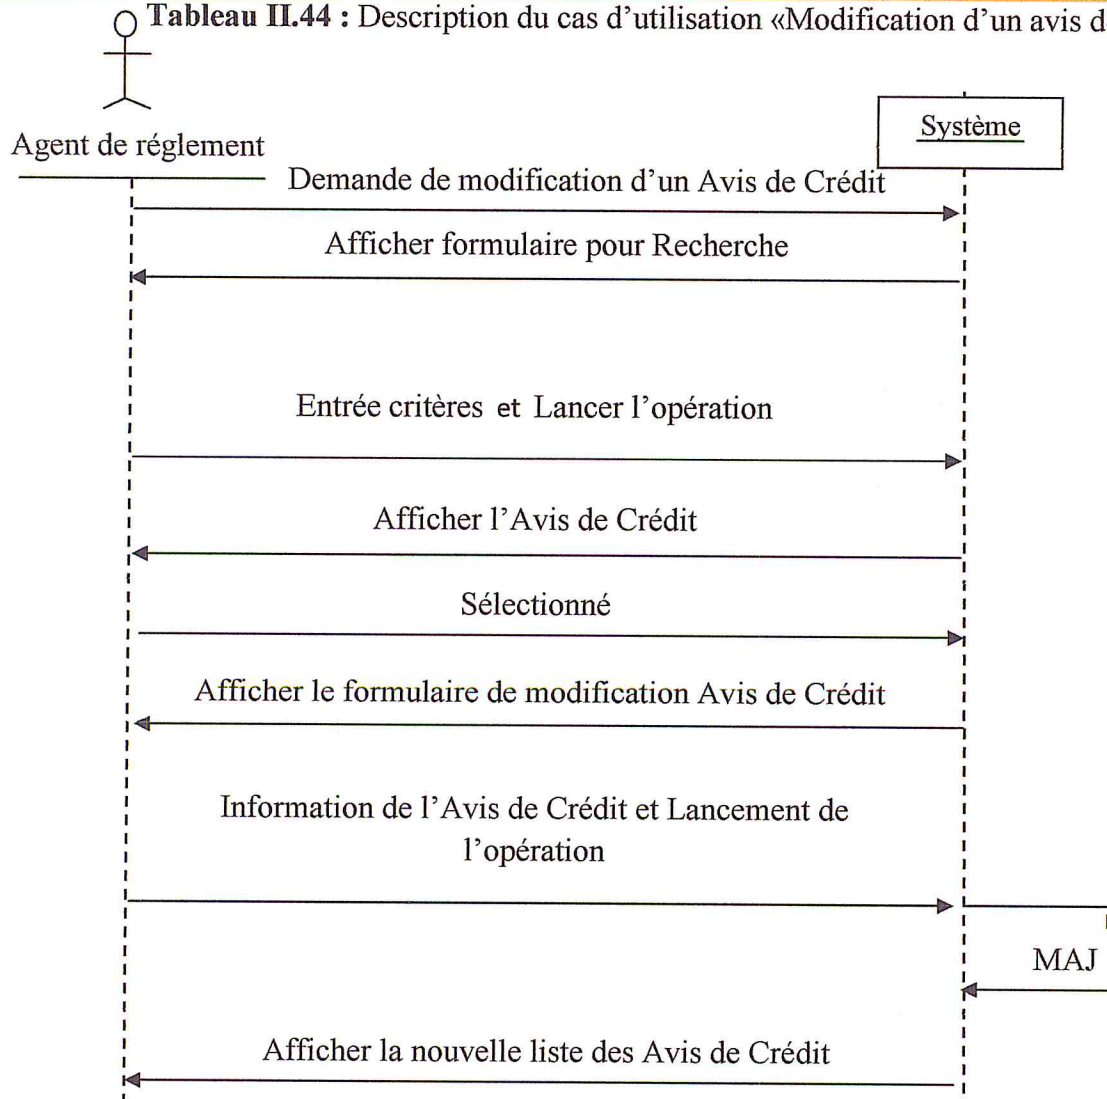 Tableau II.44 : Description du cas d’utilisation «Modification d’un avis d
Agent de réglement
Système
Demande de modification d’un Avis de Crédit
Afficher formulaire pour Recherche
Entrée critères et Lancer l’opération
Afficher l’Avis de Crédit
Sélectionné
Afficher le formulaire de modification Avis de Crédit
Information de l’Avis de Crédit et Lancement de
l’opération
MAJ
Afficher la nouvelle liste des Avis de Crédit